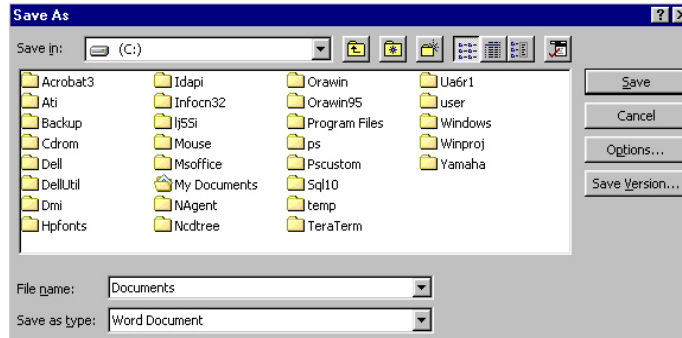 Save As
Save in: (C:)
Acrobat3 Idapi Orawin Ua6r1
Ati Infocn32 Orawin95 user
Backup lj5Si Program Files Windows
Cdrom Mouse ps Winproj
Dell Msoffice Pscustom Yamaha
DellUtil My Documents Sql10
Dmi NAgent temp
Hpfonts Ncdtree TeraTerm
Save
Cancel
Options...
Save Version...
File name: Documents
Save as type: Word Document